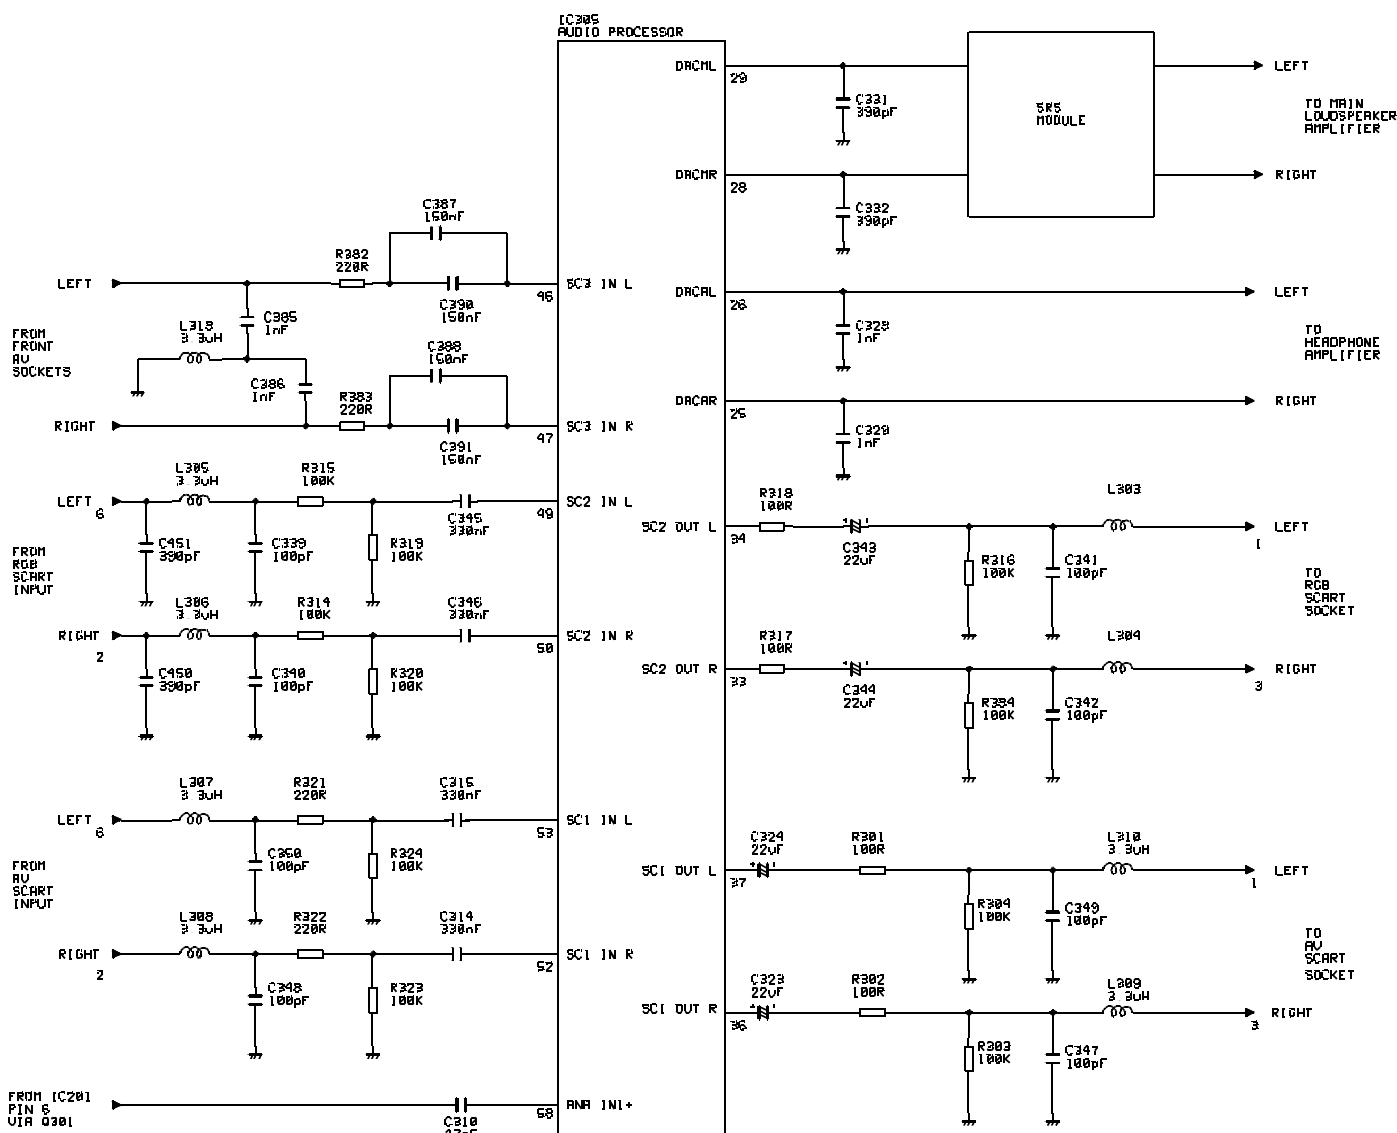 IC305
AUDIO PROCESSOR
DACML
29
C331
390pF
SRS
MODULE
LEFT
TO MAIN
LOUDSPEAKER
AMPLIFIER
DACMR
28
C332
390pF
RIGHT
C387
150nF
R382
220R
LEFT
C390
150nF
46
SC3 IN L
DACAL
26
C328
1nF
LEFT
TO
HEADPHONE
AMPLIFIER
FROM
FRONT
AV
SOCKETS
L318
3.3uH
C385
1nF
C386
1nF
C388
150nF
R383
220R
RIGHT
C391
150nF
47
SC3 IN R
DACAR
25
C329
1nF
RIGHT
LEFT
6
L305
3.3uH
R315
100K
C345
330nF
49
SC2 IN L
C451
390pF
C339
100pF
R319
100K
FROM
RGB
SCART
INPUT
SC2 OUT L
34
R318
100R
C343
22uF
R316
100K
C341
100pF
L303
LEFT
1
TO
RGB
SCART
SOCKET
RIGHT
2
L306
3.3uH
R314
100K
C346
330nF
50
SC2 IN R
C450
390pF
C340
100pF
R320
100K
SC2 OUT R
33
R317
100R
C344
22uF
R384
100K
C342
100pF
L304
RIGHT
3
LEFT
6
L307
3.3uH
R321
220R
C315
330nF
53
SC1 IN L
C350
100pF
R324
100K
FROM
AV
SCART
INPUT
SC1 OUT L
37
C324
22uF
R301
100R
R304
100K
C349
100pF
L310
3.3uH
LEFT
1
TO
AV
SCART
SOCKET
RIGHT
2
L308
3.3uH
R322
220R
C314
330nF
52
SC1 IN R
C348
100pF
R323
100K
SC1 OUT R
36
C323
22uF
R302
100R
R303
100K
C347
100pF
L309
3.3uH
RIGHT
3
FROM IC201
PIN 6
VIA Q301
C310
58
ANA IN1+